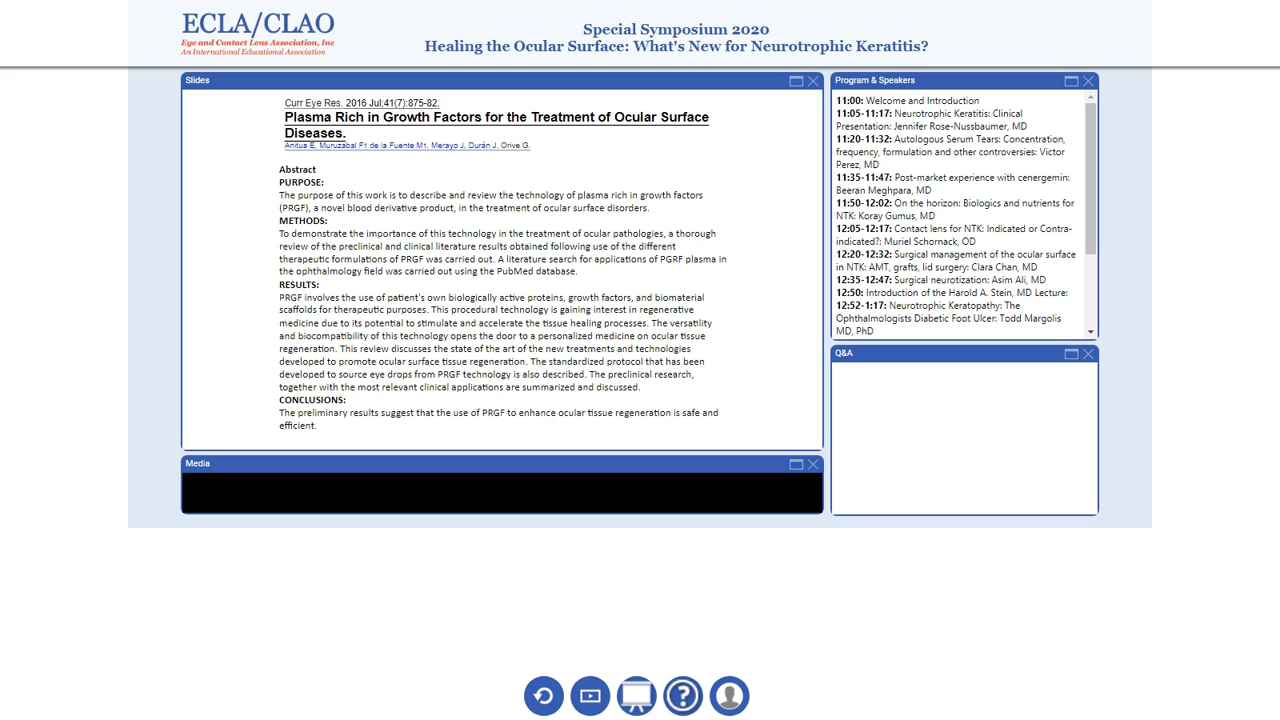 ECLA/CLAO
Eye and Contact Lens Association, Inc
An International Educational Association
Special Symposium 2020
Healing the Ocular Surface: What's New for Neurotrophic Keratitis?
Slides
Curr Eye Res. 2016 Jul;41(7):875-82.
Plasma Rich in Growth Factors for the Treatment of Ocular Surface
Diseases.
Anitua E, Muruzabal F1 de la Fuente M1, Merayo J, Durán J, Orive G.
Abstract
PURPOSE:
The purpose of this work is to describe and review the technology of plasma rich in growth factors
(PRGF), a novel blood derivative product, in the treatment of ocular surface disorders.
METHODS:
To demonstrate the importance of this technology in the treatment of ocular pathologies, a thorough
review of the preclinical and clinical literature results obtained following use of the different
therapeutic formulations of PRGF was carried out. A literature search for applications of PGRF plasma in
the ophthalmology field was carried out using the PubMed database.
RESULTS:
PRGF involves the use of patient's own biologically active proteins, growth factors, and biomaterial
scaffolds for therapeutic purposes. This procedural technology is gaining interest in regenerative
medicine due to its potential to stimulate and accelerate the tissue healing processes. The versatility
and biocompatibility of this technology opens the door to a personalized medicine on ocular tissue
regeneration. This review discusses the state of the art of the new treatments and technologies
developed to promote ocular surface tissue regeneration. The standardized protocol that has been
developed to source eye drops from PRGF technology is also described. The preclinical research,
together with the most relevant clinical applications are summarized and discussed.
CONCLUSIONS:
The preliminary results suggest that the use of PRGF to enhance ocular tissue regeneration is safe and
efficient.
Media
Program & Speakers
11:00: Welcome and Introduction
11:05-11:17: Neurotrophic Keratitis: Clinical
Presentation: Jennifer Rose-Nussbaumer, MD
11:20-11:32: Autologous Serum Tears: Concentration,
frequency, formulation and other controversies: Victor
Perez, MD
11:35-11:47: Post-market experience with cenergemin:
Beeran Meghpara, MD
11:50-12:02: On the horizon: Biologics and nutrients for
NTK: Koray Gumus, MD
12:05-12:17: Contact lens for NTK: Indicated or Contra-
indicated?: Muriel Schornack, OD
12:20-12:32: Surgical management of the ocular surface
in NTK: AMT, grafts, lid surgery: Clara Chan, MD
12:35-12:47: Surgical neurotization: Asim Ali, MD
12:50: Introduction of the Harold A. Stein, MD Lecture:
12:52-1:17: Neurotrophic Keratopathy: The
Ophthalmologists Diabetic Foot Ulcer: Todd Margolis
MD, PhD
Q&A